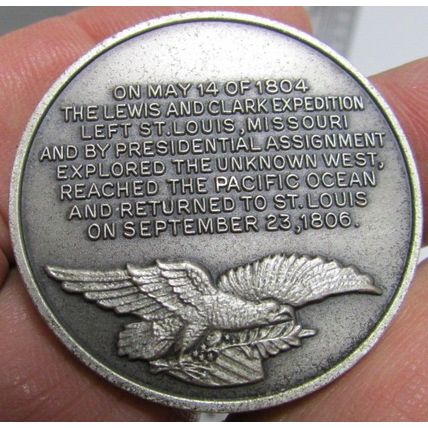 ON MAY 14 OF 1804
THE LEWIS AND CLARK EXPEDITION
LEFT ST. LOUIS, MISSOURI
AND BY PRESIDENTIAL ASSIGNMENT
EXPLORED THE UNKNOWN WEST,
REACHED THE PACIFIC OCEAN
AND RETURNED TO ST. LOUIS
ON SEPTEMBER 23, 1806.